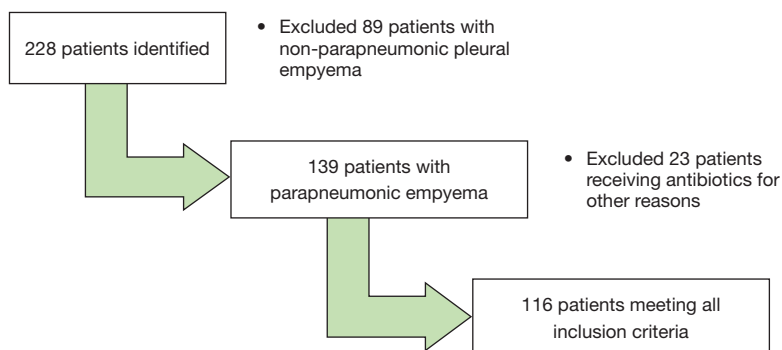 228 patients identified
• Excluded 89 patients with
non-parapneumonic pleural
empyema
139 patients with
parapneumonic empyema
• Excluded 23 patients
receiving antibiotics for
other reasons
116 patients meeting all
inclusion criteria